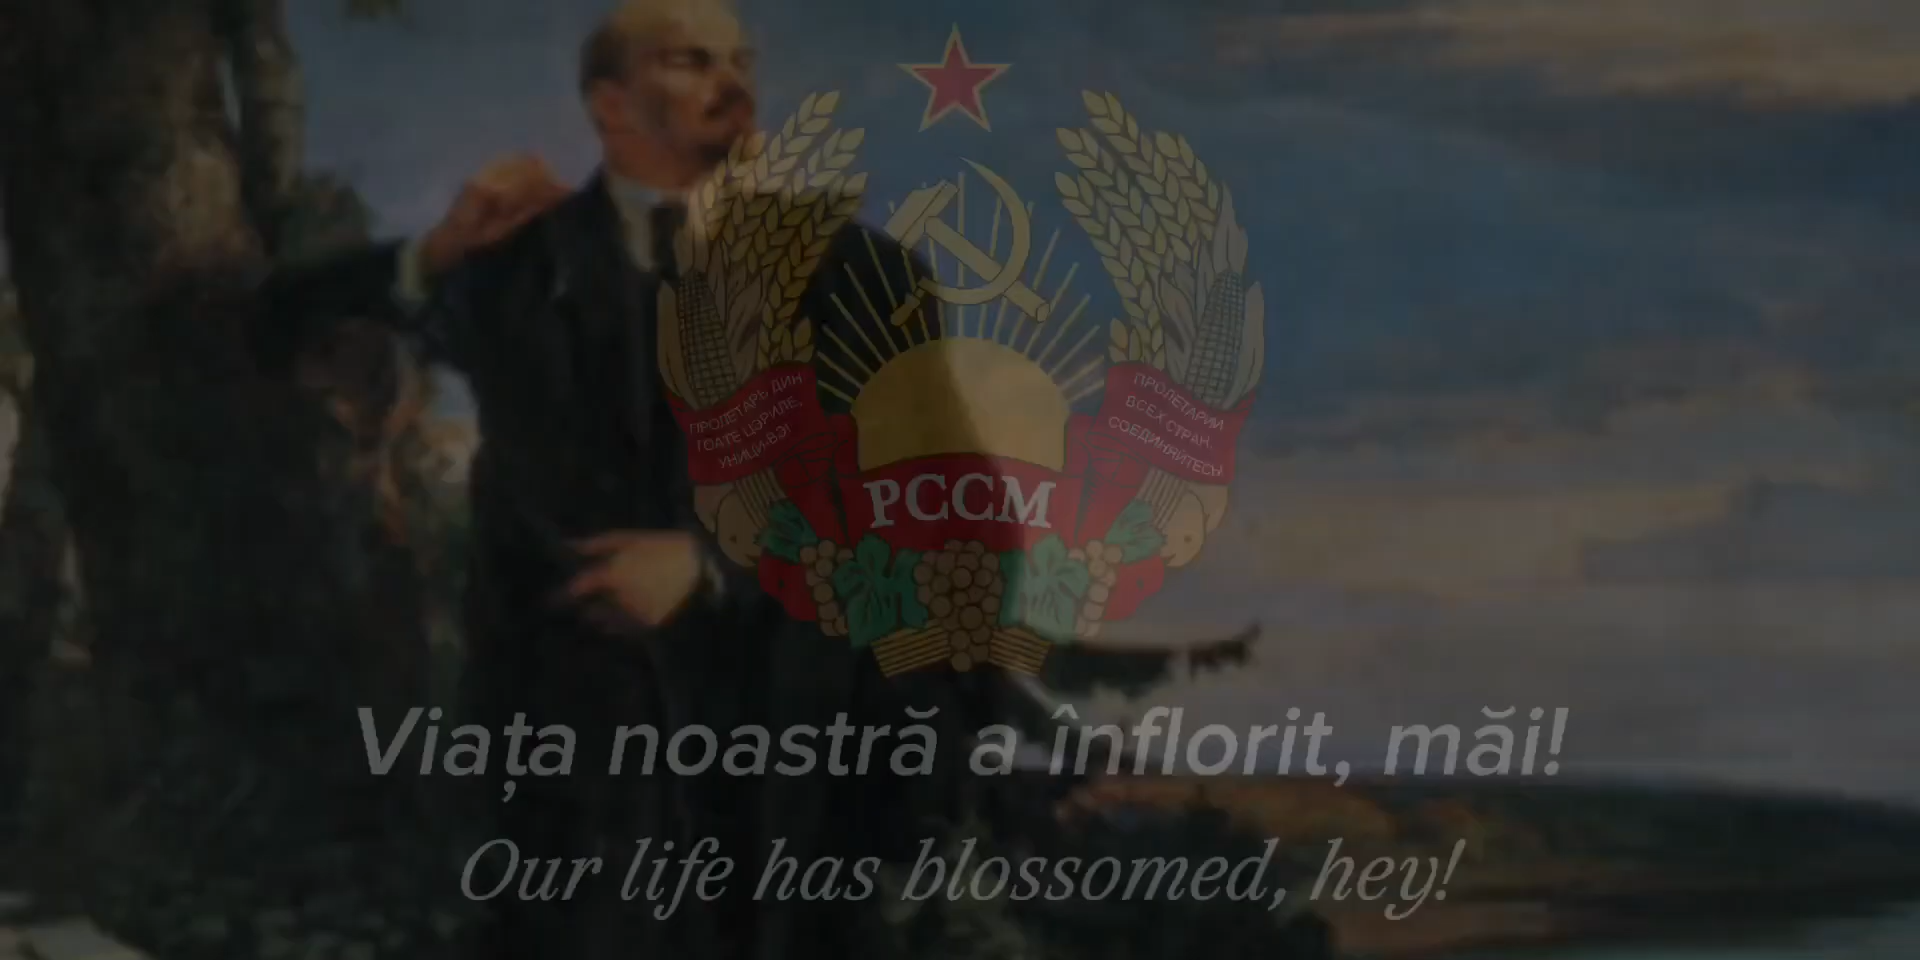 ПРОЛЕТАРЬ ДИН
ТОАТЕ ЦЭРИЛЕ,
УНИЦИ-ВЭ!
ПРОЛЕТАРИИ
ВСЕХ СТРАН,
СОЕДИНЯЙТЕСЬ!
РССМ
Viața noastră a înflorit, măi!
Our life has blossomed, hey!